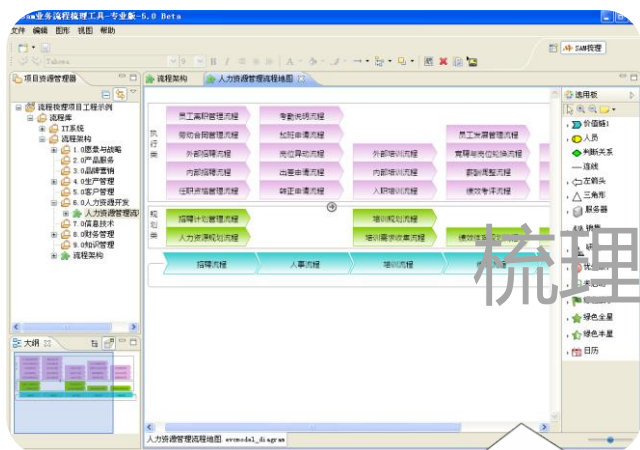 业务流程梳理工具-专业版-5.0 Beta
文件 编辑 图形 视图 帮助
Tahoma 9 B I A
SAM梳理
项目资源管理器
流程架构 人力资源管理流程地图
选用板
流程梳理项目工程示例
流程库
IT系统
流程架构
1.0愿景与战略
2.0产品服务
3.0品牌营销
4.0生产管理
5.0客户管理
6.0人力资源开发
人力资源管理流
7.0信息技术
8.0财务管理
9.0知识管理
流程架构
大纲
执行类
员工离职管理流程 考勤说明流程
劳动合同管理流程 加班申请流程 员工发展管理流程
外部招聘流程 岗位异动流程 外部培训流程 竞聘与岗位轮换流程
内部招聘流程 出差申请流程 内部培训流程 薪酬调整流程
任职资格管理流程 转正申请流程 入职培训流程 绩效考评流程
规划类
招聘计划管理流程 培训规划流程
人力资源规划流程 培训需求收集流程
招聘流程 人事流程 培训流程
价值链1
人员
判断关系
连线
左箭头
三角形
服务器
绿色全星
绿色半星
日历
梳理
人力资源管理流程地图.evcmodel_diagram